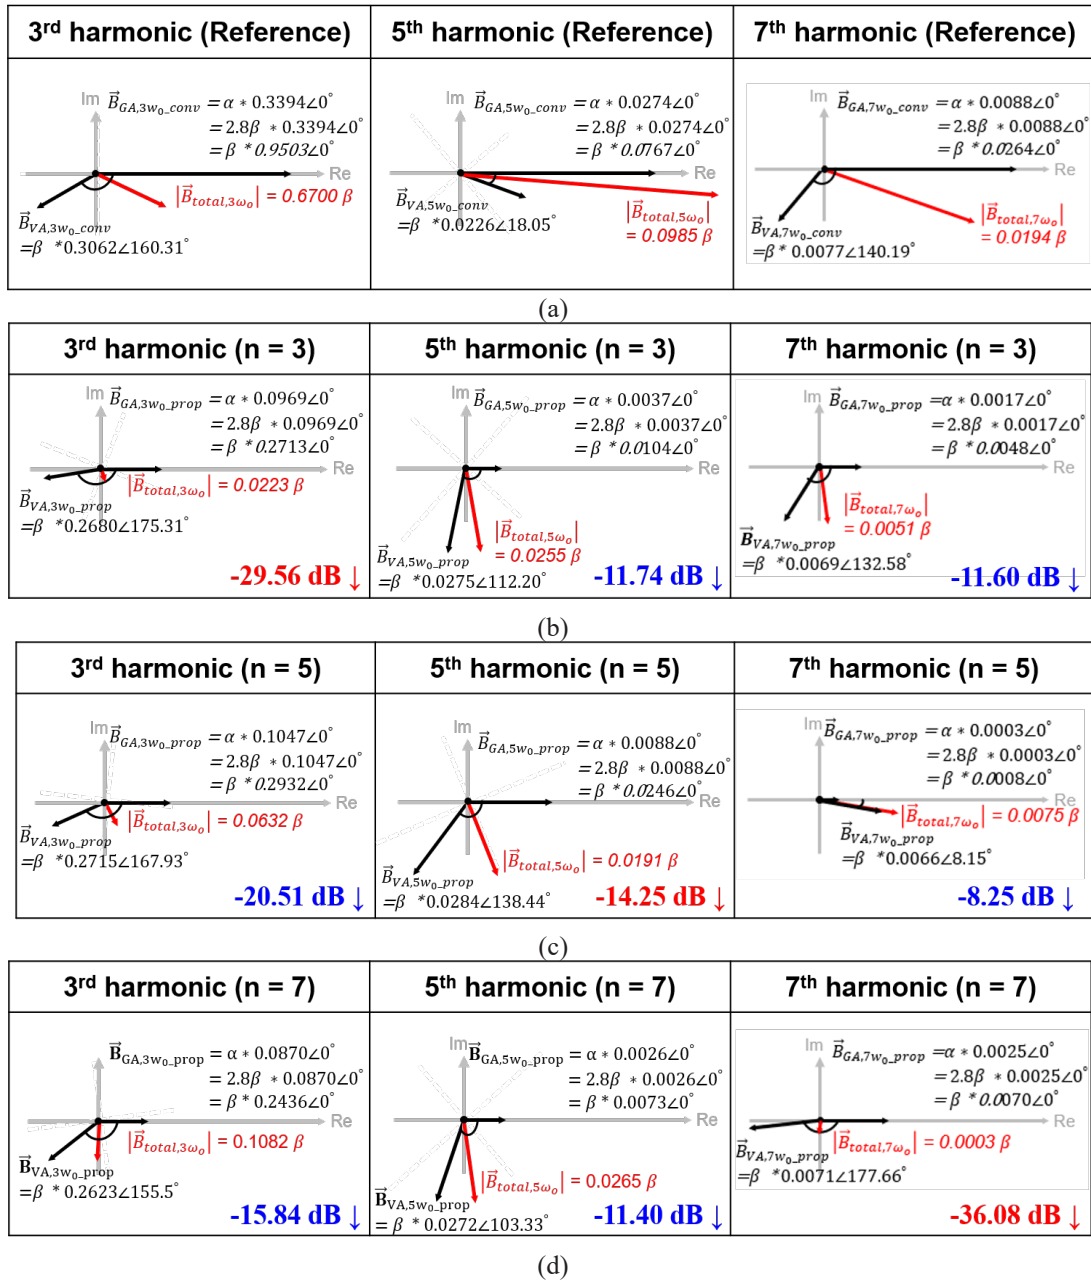 3rd harmonic (Reference)
5th harmonic (Reference)
7th harmonic (Reference)
Im
B⃗GA,3w0_conv = α * 0.3394∠0°
= 2.8β * 0.3394∠0°
= β * 0.9503∠0°
Re
|B⃗total,3ωo| = 0.6700 β
B⃗VA,3w0_conv
=β *0.3062∠160.31°
Im
B⃗GA,5w0_conv = α * 0.0274∠0°
= 2.8β * 0.0274∠0°
= β * 0.0767∠0°
Re
B⃗VA,5w0_conv
=β *0.0226∠18.05°
|B⃗total,5ωo|
= 0.0985 β
Im
B⃗GA,7w0_conv = α * 0.0088∠0°
= 2.8β * 0.0088∠0°
= β * 0.0264∠0°
Re
B⃗VA,7w0_conv
=β * 0.0077∠140.19°
|B⃗total,7ωo|
= 0.0194 β
(a)
3rd harmonic (n = 3)
5th harmonic (n = 3)
7th harmonic (n = 3)
Im
B⃗GA,3w0_prop = α * 0.0969∠0°
= 2.8β * 0.0969∠0°
= β * 0.2713∠0°
Re
|B⃗total,3ωo| = 0.0223 β
B⃗VA,3w0_prop
=β *0.2680∠175.31°
-29.56 dB ↓
Im
B⃗GA,5w0_prop = α * 0.0037∠0°
= 2.8β * 0.0037∠0°
= β * 0.0104∠0°
Re
|B⃗total,5ωo|
= 0.0255 β
B⃗VA,5w0_prop
=β *0.0275∠112.20°
-11.74 dB ↓
Im
B⃗GA,7w0_prop = α * 0.0017∠0°
= 2.8β * 0.0017∠0°
= β * 0.0048∠0°
Re
|B⃗total,7ωo|
= 0.0051 β
B⃗VA,7w0_prop
=β *0.0069∠132.58°
-11.60 dB ↓
(b)
3rd harmonic (n = 5)
5th harmonic (n = 5)
7th harmonic (n = 5)
Im
B⃗GA,3w0_prop = α * 0.1047∠0°
= 2.8β * 0.1047∠0°
= β * 0.2932∠0°
Re
|B⃗total,3ωo| = 0.0632 β
B⃗VA,3w0_prop
=β *0.2715∠167.93°
-20.51 dB ↓
Im
B⃗GA,5w0_prop = α * 0.0088∠0°
= 2.8β * 0.0088∠0°
= β * 0.0246∠0°
Re
|B⃗total,5ωo| = 0.0191 β
B⃗VA,5w0_prop
=β *0.0284∠138.44°
-14.25 dB ↓
Im
B⃗GA,7w0_prop = α * 0.0003∠0°
= 2.8β * 0.0003∠0°
= β * 0.0008∠0°
Re
|B⃗total,7ωo| = 0.0075 β
B⃗VA,7w0_prop
=β *0.0066∠8.15°
-8.25 dB ↓
(c)
3rd harmonic (n = 7)
5th harmonic (n = 7)
7th harmonic (n = 7)
Im
B⃗GA,3w0_prop = α * 0.0870∠0°
= 2.8β * 0.0870∠0°
= β * 0.2436∠0°
Re
|B⃗total,3ωo| = 0.1082 β
B⃗VA,3w0_prop
=β *0.2623∠155.5°
-15.84 dB ↓
Im
B⃗GA,5w0_prop = α * 0.0026∠0°
= 2.8β * 0.0026∠0°
= β * 0.0073∠0°
Re
|B⃗total,5ωo| = 0.0265 β
B⃗VA,5w0_prop
= β *0.0272∠103.33°
-11.40 dB ↓
Im
B⃗GA,7w0_prop =α * 0.0025∠0°
= 2.8β * 0.0025∠0°
= β * 0.0070∠0°
Re
|B⃗total,7ωo| = 0.0003 β
B⃗VA,7w0_prop
=β *0.0071∠177.66°
-36.08 dB ↓
(d)